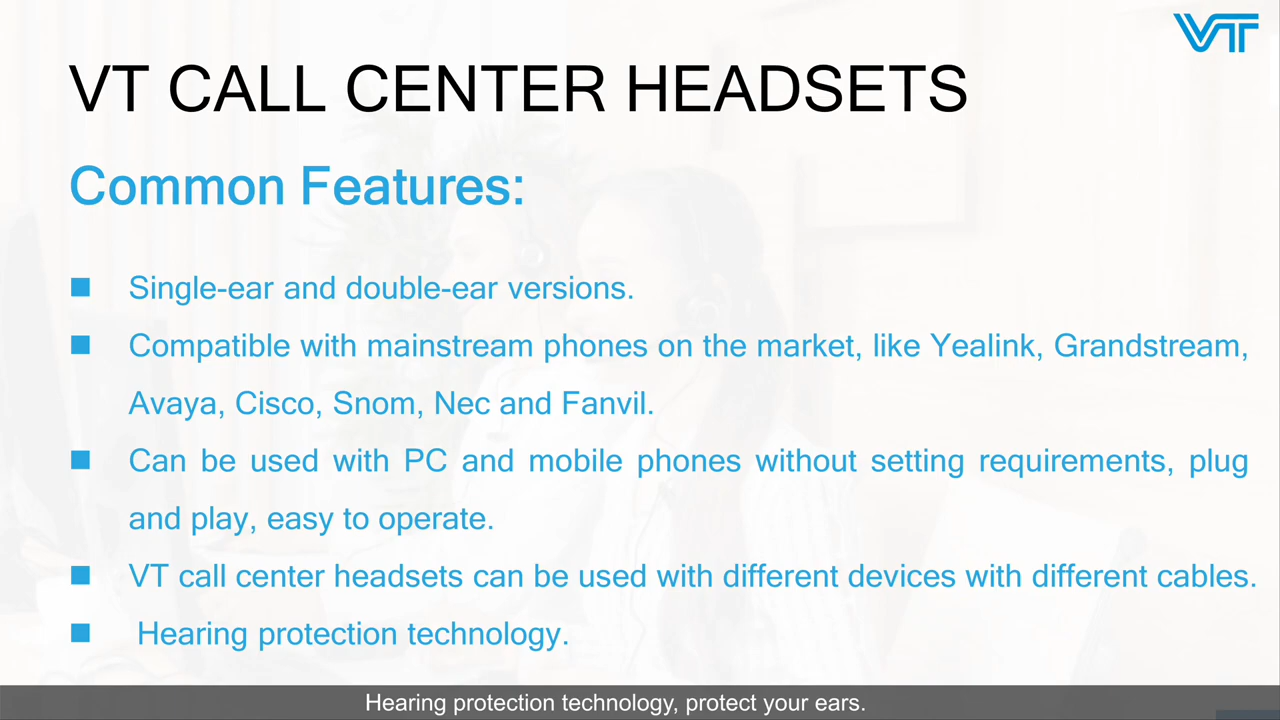 VT
VT CALL CENTER HEADSETS
Common Features:
Single-ear and double-ear versions.
Compatible with mainstream phones on the market, like Yealink, Grandstream,
Avaya, Cisco, Snom, Nec and Fanvil.
Can be used with PC and mobile phones without setting requirements, plug
and play, easy to operate.
VT call center headsets can be used with different devices with different cables.
Hearing protection technology.
Hearing protection technology, protect your ears.